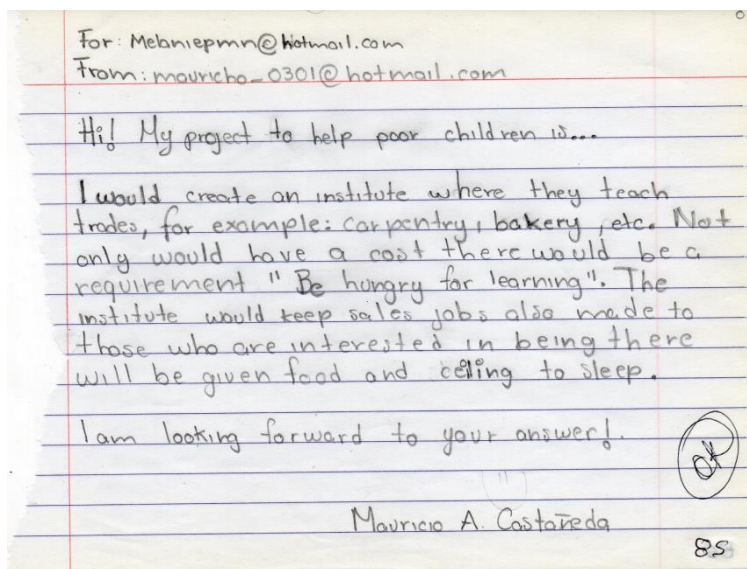 For: Melaniepmn@hotmail.com
From: mauricho_0301@hotmail.com
Hi! My project to help poor children is...
I would create an institute where they teach
trades, for example: carpentry, bakery, etc. Not
only would have a cost there would be a
requirement "Be hungry for learning". The
institute would keep sales jobs also made to
those who are interested in being there
will be given food and ceiling to sleep.
I am looking forward to your answer!.
OK
Mauricio A. Castañeda
85